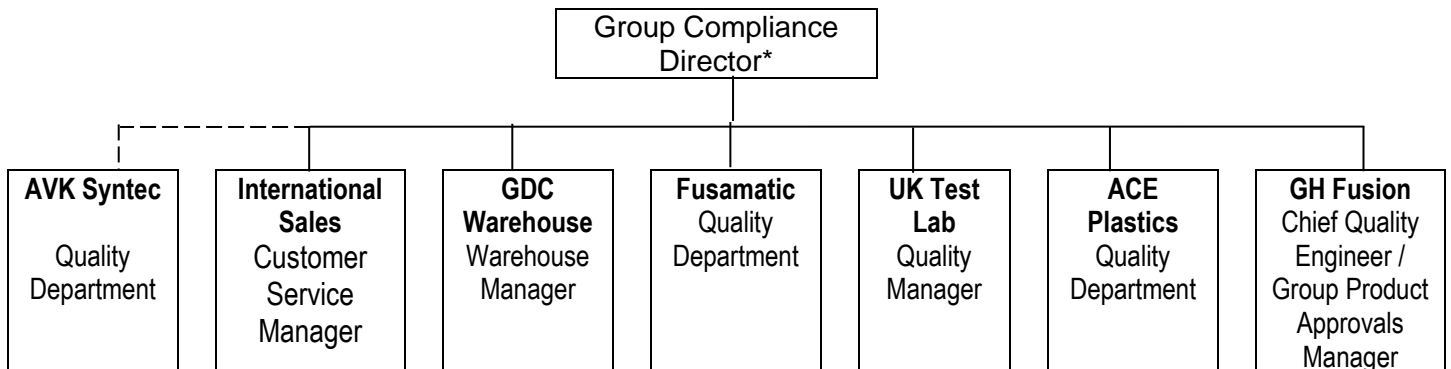 Group Compliance
Director*
AVK Syntec
Quality
Department
International
Sales
Customer
Service
Manager
GDC
Warehouse
Warehouse
Manager
Fusamatic
Quality
Department
UK Test
Lab
Quality
Manager
ACE
Plastics
Quality
Department
GH Fusion
Chief Quality
Engineer /
Group Product
Approvals
Manager